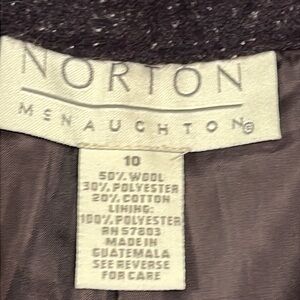 NORTON
McNAUGHTON®
10
50% WOOL
30% POLYESTER
20% COTTON
LINING:
100% POLYESTER
RN 57803
MADE IN
GUATEMALA
SEE REVERSE
FOR CARE